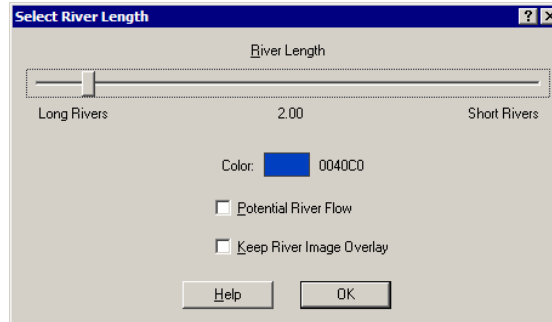 Select River Length
River Length
Long Rivers 2.00 Short Rivers
Color: 0040C0
Potential River Flow
Keep River Image Overlay
Help OK